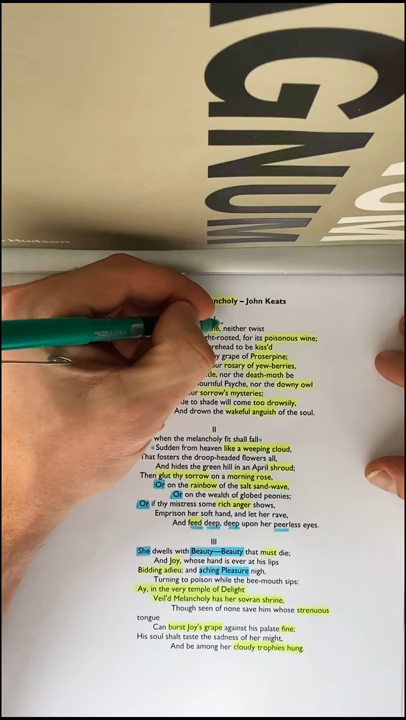 GNUM
UM
Hudson
ncholy – John Keats
neither twist
ht-rooted, for its poisonous wine;
rehead to be kiss'd
grape of Proserpine;
rosary of yew-berries,
nor the death-moth be
ournful Psyche, nor the downy owl
sorrow's mysteries;
to shade will come too drowsily,
And drown the wakeful anguish of the soul.
II
when the melancholy fit shall fall
Sudden from heaven like a weeping cloud,
That fosters the droop-headed flowers all,
And hides the green hill in an April shroud;
Then glut thy sorrow on a morning rose,
Or on the rainbow of the salt sand-wave,
Or on the wealth of globed peonies;
Or if thy mistress some rich anger shows,
Emprison her soft hand, and let her rave,
And feed deep, deep upon her peerless eyes.
III
She dwells with Beauty—Beauty that must die;
And Joy, whose hand is ever at his lips
Bidding adieu; and aching Pleasure nigh,
Turning to poison while the bee-mouth sips:
Ay, in the very temple of Delight
Veil'd Melancholy has her sovran shrine,
Though seen of none save him whose strenuous
tongue
Can burst Joy's grape against his palate fine;
His soul shalt taste the sadness of her might,
And be among her cloudy trophies hung.